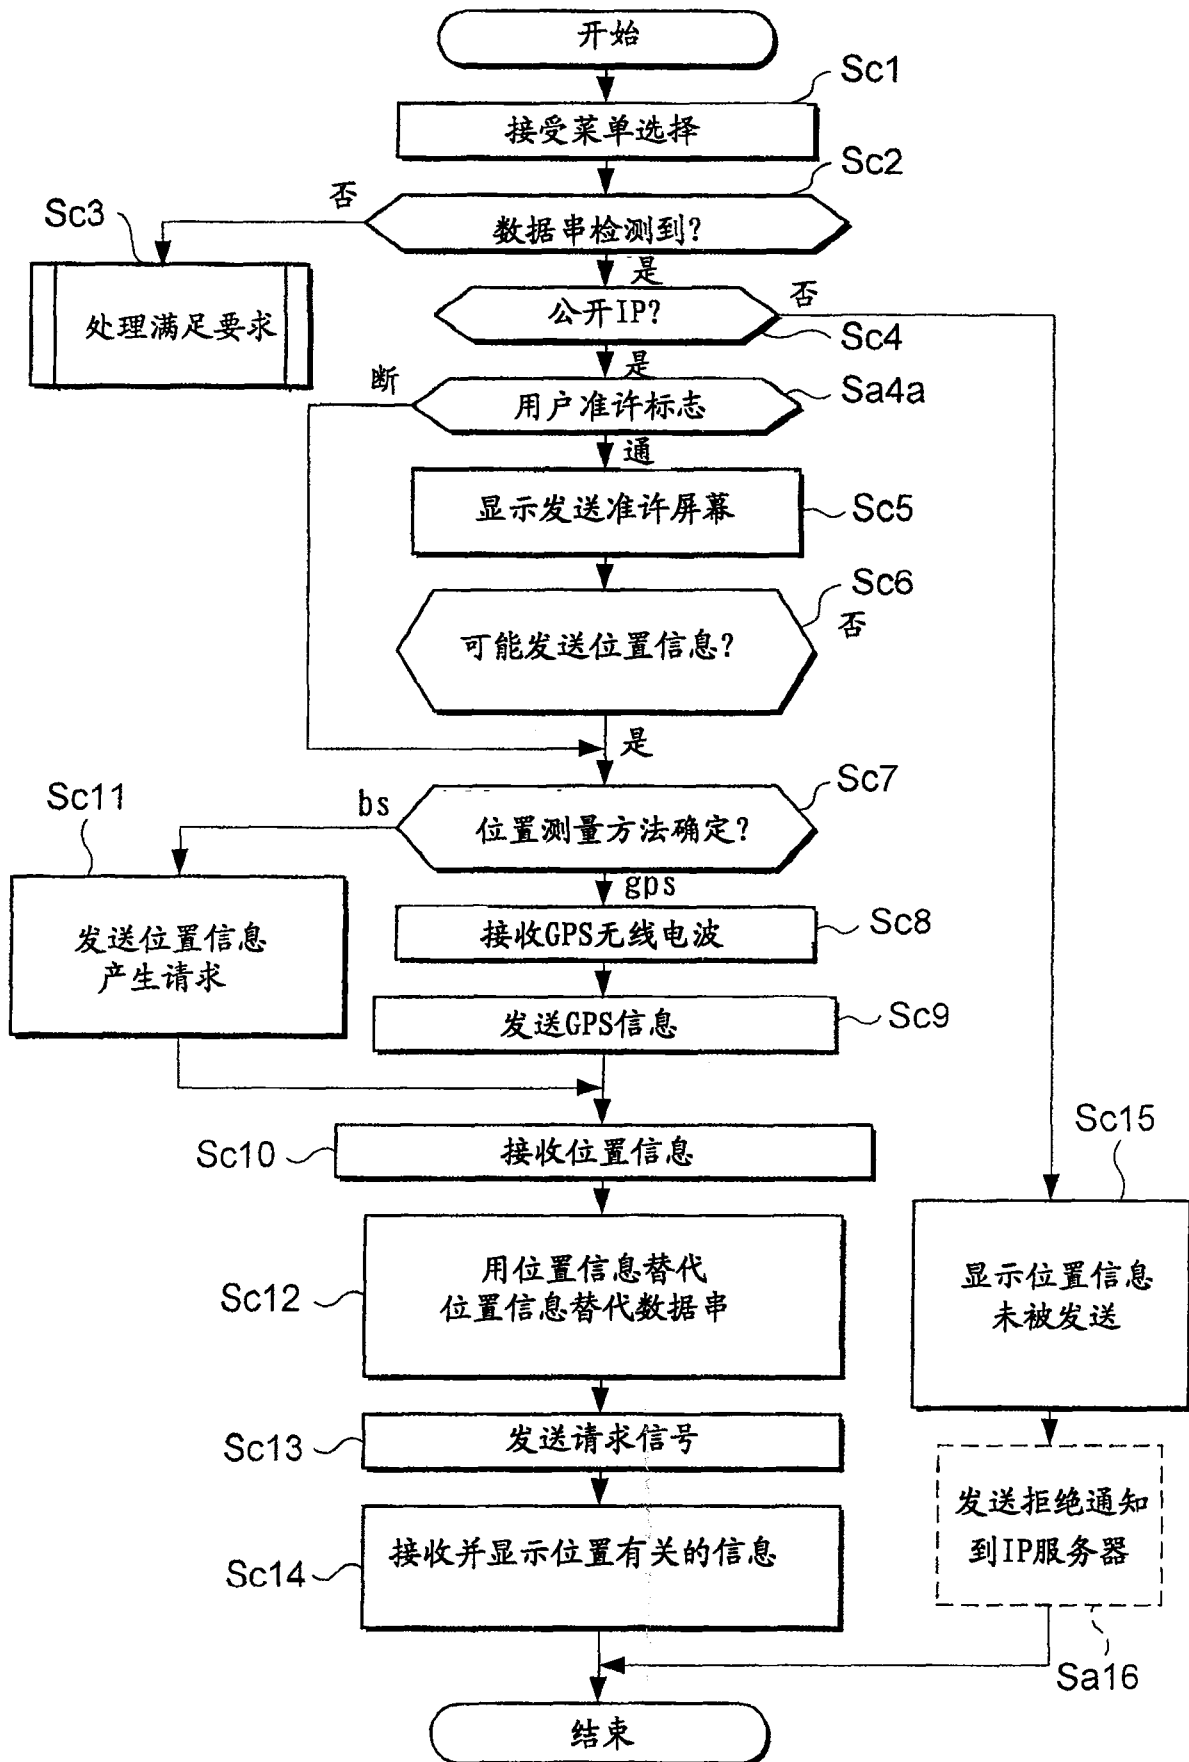 开始
Sc1
接受菜单选择
Sc2
否
数据串检测到?
Sc3
是
处理满足要求
公开IP?
否
Sc4
是
断
用户准许标志
Sa4a
通
显示发送准许屏幕
Sc5
Sc6
否
可能发送位置信息?
是
Sc7
Sc11
bs
位置测量方法确定?
gps
发送位置信息
产生请求
接收GPS无线电波
Sc8
发送GPS信息
Sc9
Sc10
接收位置信息
Sc15
用位置信息替代
位置信息替代数据串
Sc12
显示位置信息
未被发送
Sc13
发送请求信号
发送拒绝通知
到IP服务器
接收并显示位置有关的信息
Sc14
Sa16
结束